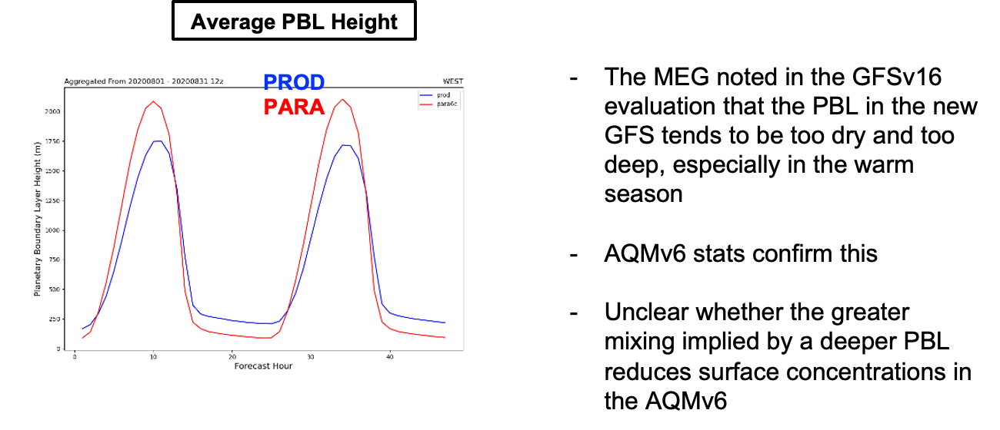 Average PBL Height
Aggregated From 20200801 - 20200831 12z
WEST
PROD
PARA
prod
para6c
Planetary Boundary Layer Height (m)
2000
1750
1500
1250
1000
750
500
250
0
0 10 20 30 40
Forecast Hour
- The MEG noted in the GFSv16
evaluation that the PBL in the new
GFS tends to be too dry and too
deep, especially in the warm
season
- AQMv6 stats confirm this
- Unclear whether the greater
mixing implied by a deeper PBL
reduces surface concentrations in
the AQMv6